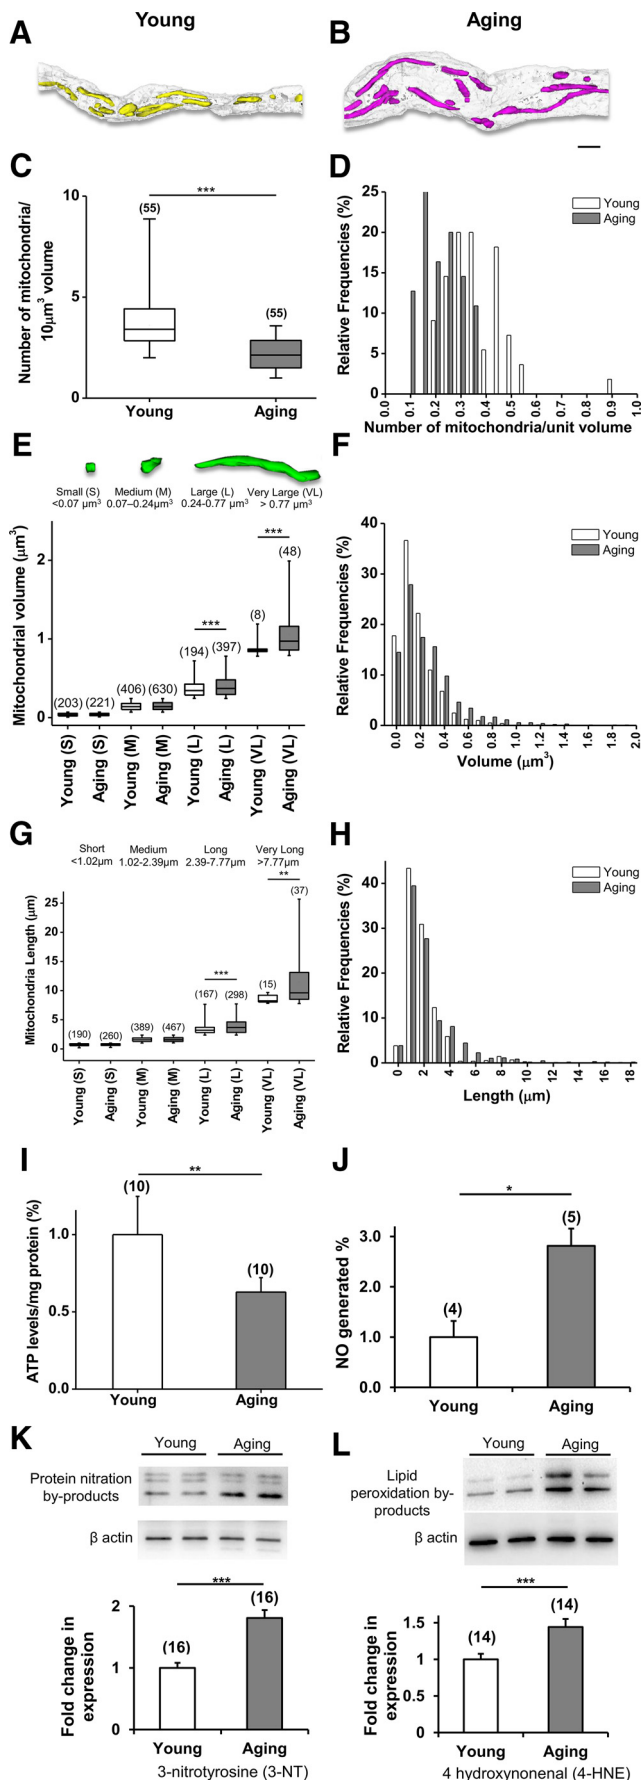 Young
Aging
A
B
C
Number of mitochondria/
10μm³ volume
10
5
0
***
(55)
(55)
Young
Aging
D
Relative Frequencies (%)
25
20
15
10
5
0
Young
Aging
0.0 0.1 0.2 0.3 0.4 0.5 0.6 0.7 0.8 0.9 1.0
Number of mitochondria/unit volume
E
Small (S) Medium (M) Large (L) Very Large (VL)
<0.07 μm³ 0.07–0.24μm³ 0.24-0.77 μm³ > 0.77 μm³
Mitochondrial volume (μm³)
2
1
0
(203) (221) (406) (630) (194) (397) (8) (48)
*** ***
Young (S) Aging (S) Young (M) Aging (M) Young (L) Aging (L) Young (VL) Aging (VL)
F
Relative Frequencies (%)
40
30
20
10
0
Young
Aging
0.0 0.2 0.4 0.6 0.8 1.0 1.2 1.4 1.6 1.8 2.0
Volume (μm³)
G
Short Medium Long Very Long
<1.02μm 1.02-2.39μm 2.39-7.77μm >7.77μm
Mitochondria Length (μm)
25
20
15
10
5
0
(190) (260) (389) (467) (167) (298) (15) (37)
*** **
Young (S) Aging (S) Young (M) Aging (M) Young (L) Aging (L) Young (VL) Aging (VL)
H
Relative Frequencies (%)
40
30
20
10
0
Young
Aging
0 2 4 6 8 10 12 14 16 18
Length (μm)
I
ATP levels/mg protein (%)
1.0
0.5
0.0
**
(10)
(10)
Young
Aging
J
NO generated %
3.0
2.0
1.0
0.0
*
(4)
(5)
Young
Aging
K
Young Aging
Protein nitration
by-products
β actin
Fold change in
expression
2
1
0
***
(16)
(16)
Young Aging
3-nitrotyrosine (3-NT)
L
Young Aging
Lipid
peroxidation by-
products
β actin
Fold change in
expression
1.5
1.0
0.5
0
***
(14)
(14)
Young Aging
4 hydroxynonenal (4-HNE)